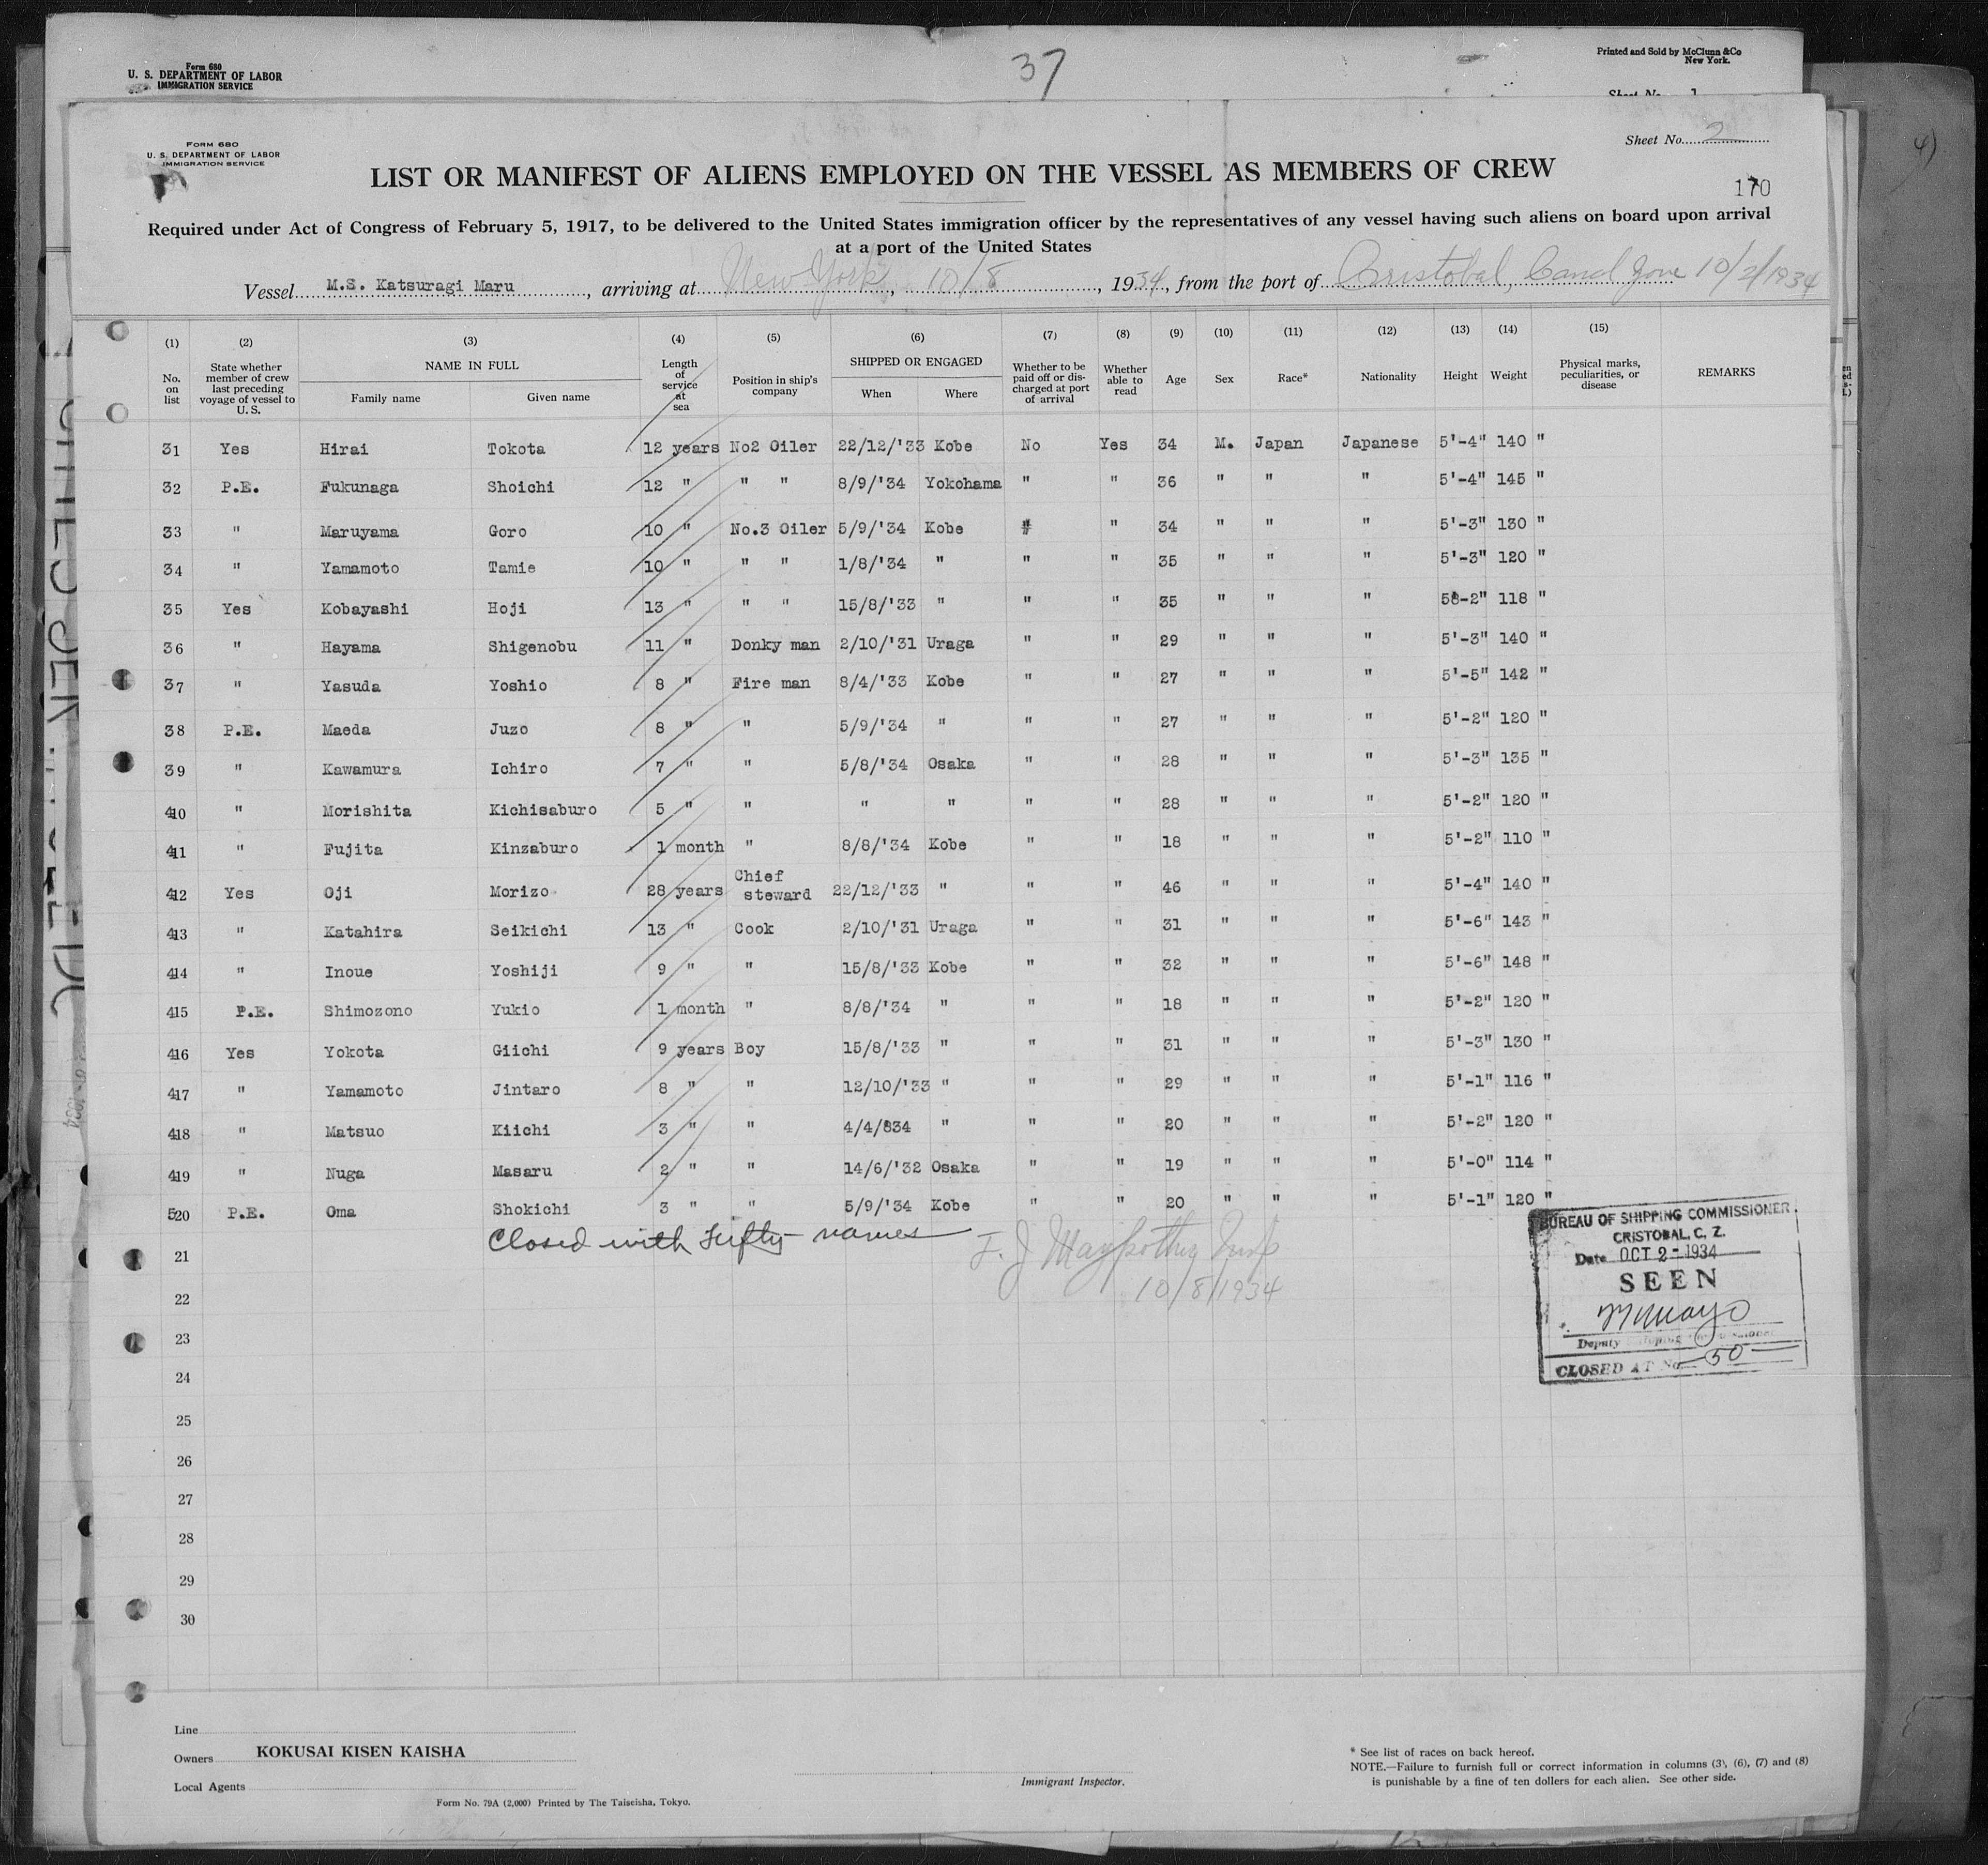 Form 680
U. S. DEPARTMENT OF LABOR
IMMIGRATION SERVICE
37
Printed and Sold by McClunn & Co
New York.
Sheet No. 1
FORM 680
U. S. DEPARTMENT OF LABOR
IMMIGRATION SERVICE
Sheet No. 2
LIST OR MANIFEST OF ALIENS EMPLOYED ON THE VESSEL AS MEMBERS OF CREW
170
Required under Act of Congress of February 5, 1917, to be delivered to the United States immigration officer by the representatives of any vessel having such aliens on board upon arrival
at a port of the United States
Vessel M.S. Katsuragi Maru, arriving at New York, 10/8, 1934, from the port of Cristobal, Canal Zone 10/2/1934
(1) (2) (3) (4) (5) (6) (7) (8) (9) (10) (11) (12) (13) (14) (15)
No. on list State whether member of crew last preceding voyage of vessel to U. S. NAME IN FULL Family name Given name Length of service at sea Position in ship's company SHIPPED OR ENGAGED When Where Whether to be paid off or discharged at port of arrival Whether able to read Age Sex Race* Nationality Height Weight Physical marks, peculiarities, or disease REMARKS
31 Yes Hirai Tokota 12 years No2 Oiler 22/12/'33 Kobe No Yes 34 M. Japan Japanese 5'-4" 140 "
32 P.E. Fukunaga Shoichi 12 " " " 8/9/'34 Yokohama " " 36 " " " 5'-4" 145 "
33 " Maruyama Goro 10 " No.3 Oiler 5/9/'34 Kobe " " 34 " " " 5'-3" 130 "
34 " Yamamoto Tamie 10 " " " 1/8/'34 " " " 35 " " " 5'-3" 120 "
35 Yes Kobayashi Hoji 13 " " " 15/8/'33 " " " 35 " " " 5'-2" 118 "
36 " Hayama Shigenobu 11 " Donky man 2/10/'31 Uraga " " 29 " " " 5'-3" 140 "
37 " Yasuda Yoshio 8 " Fire man 8/4/'33 Kobe " " 27 " " " 5'-5" 142 "
38 P.E. Maeda Juzo 8 " " 5/9/'34 " " " 27 " " " 5'-2" 120 "
39 " Kawamura Ichiro 7 " " 5/8/'34 Osaka " " 28 " " " 5'-3" 135 "
40 " Morishita Kichisaburo 5 " " " " " " 28 " " " 5'-2" 120 "
41 " Fujita Kinzaburo 1 month " 8/8/'34 Kobe " " 18 " " " 5'-2" 110 "
42 Yes Oji Morizo 28 years Chief steward 22/12/'33 " " " 46 " " " 5'-4" 140 "
43 " Katahira Seikichi 13 " Cook 2/10/'31 Uraga " " 31 " " " 5'-6" 143 "
44 " Inoue Yoshiji 9 " " 15/8/'33 Kobe " " 32 " " " 5'-6" 148 "
45 P.E. Shimozono Yukio 1 month " 8/8/'34 " " " 18 " " " 5'-2" 120 "
46 Yes Yokota Giichi 9 years Boy 15/8/'33 " " " 31 " " " 5'-3" 130 "
47 " Yamamoto Jintaro 8 " " 12/10/'33 " " " 29 " " " 5'-1" 116 "
48 " Matsuo Kiichi 3 " " 4/4/'34 " " " 20 " " " 5'-2" 120 "
49 " Nuga Masaru 2 " " 14/6/'32 Osaka " " 19 " " " 5'-0" 114 "
50 P.E. Oma Shokichi 3 " " 5/9/'34 Kobe " " 20 " " " 5'-1" 120 "
Closed with Fifty names
10/8/1934
21
22
23
24
25
26
27
28
29
30
BUREAU OF SHIPPING COMMISSIONER
CRISTOBAL, C. Z.
Date OCT 2 - 1934
SEEN
Deputy Shipping Commissioner
CLOSED AT No 50
Line
Owners KOKUSAI KISEN KAISHA
Local Agents
Immigrant Inspector.
Form No. 79A (2,000) Printed by The Taiseisha, Tokyo.
* See list of races on back hereof.
NOTE.—Failure to furnish full or correct information in columns (3), (6), (7) and (8)
is punishable by a fine of ten dollars for each alien. See other side.